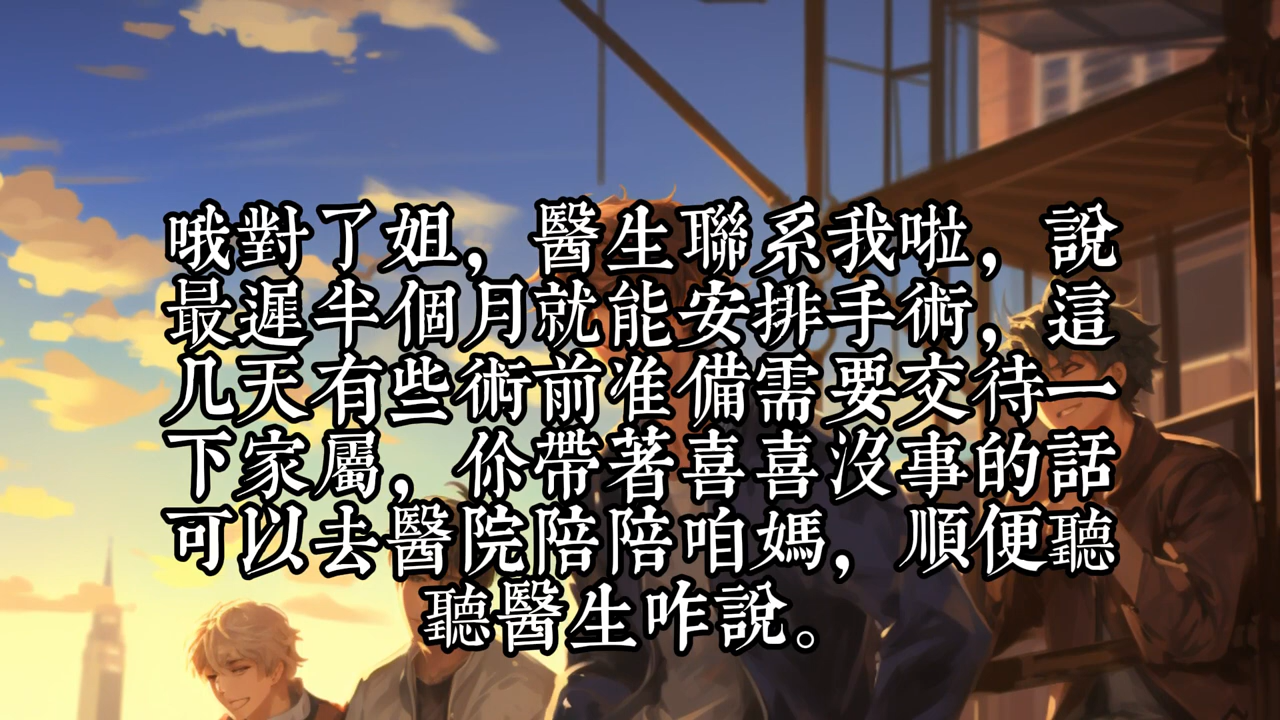 哦對了姐，醫生聯系我啦，說
最遲半個月就能安排手術，這
几天有些術前准備需要交待一
下家屬，伱帶著喜喜沒事的話
可以去醫院陪陪咱媽，順便聽
聽醫生咋說。